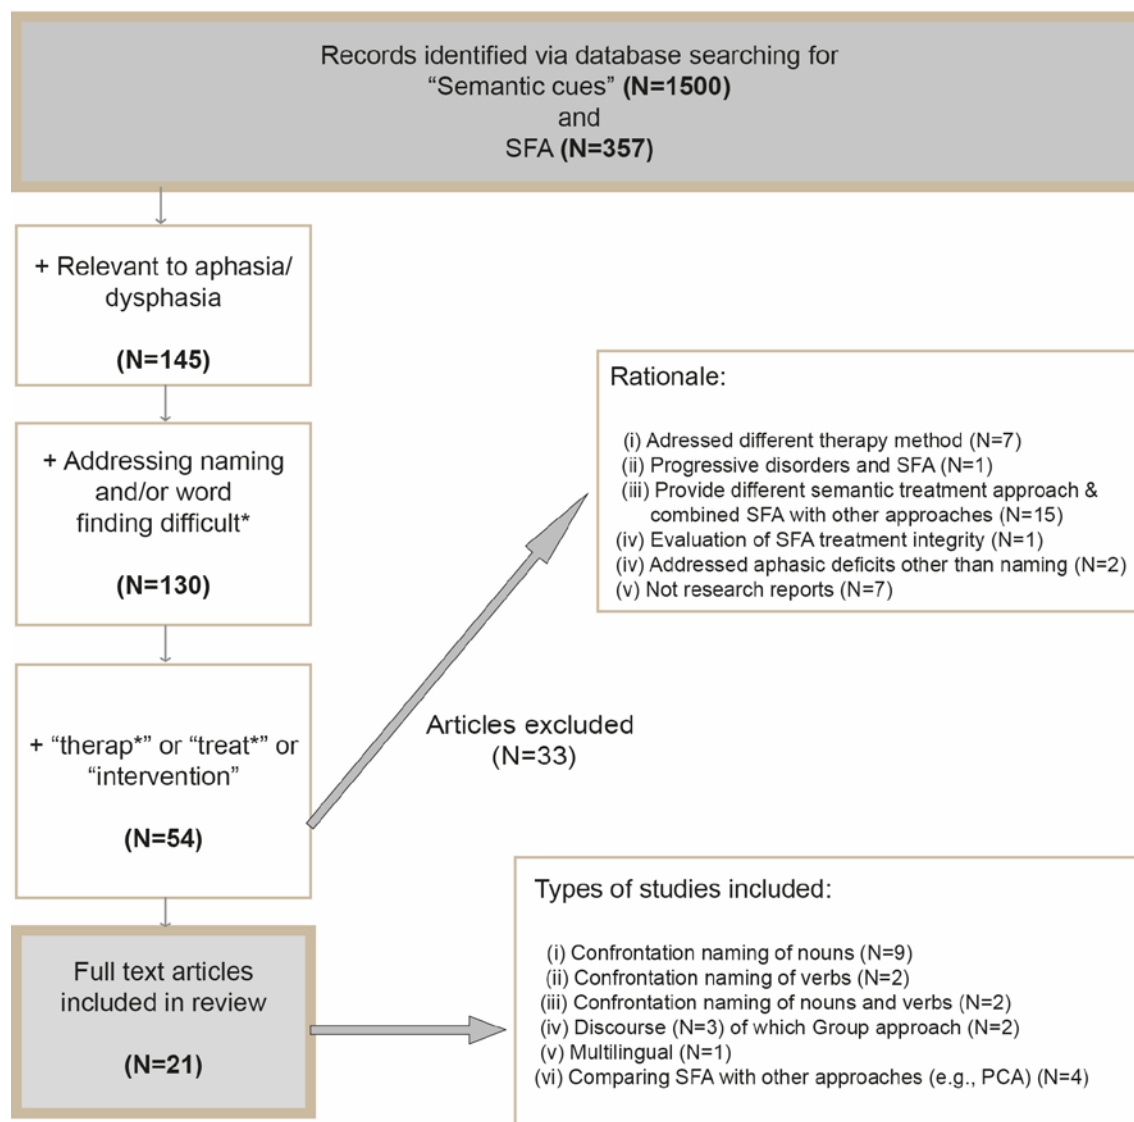 Records identified via database searching for
“Semantic cues” (N=1500)
and
SFA (N=357)
+ Relevant to aphasia/
dysphasia
(N=145)
+ Addressing naming
and/or word
finding difficult*
(N=130)
+ “therap*” or “treat*” or
“intervention”
(N=54)
Articles excluded
(N=33)
Rationale:
(i) Adressed different therapy method (N=7)
(ii) Progressive disorders and SFA (N=1)
(iii) Provide different semantic treatment approach &
combined SFA with other approaches (N=15)
(iv) Evaluation of SFA treatment integrity (N=1)
(iv) Addressed aphasic deficits other than naming (N=2)
(v) Not research reports (N=7)
Full text articles
included in review
(N=21)
Types of studies included:
(i) Confrontation naming of nouns (N=9)
(ii) Confrontation naming of verbs (N=2)
(iii) Confrontation naming of nouns and verbs (N=2)
(iv) Discourse (N=3) of which Group approach (N=2)
(v) Multilingual (N=1)
(vi) Comparing SFA with other approaches (e.g., PCA) (N=4)